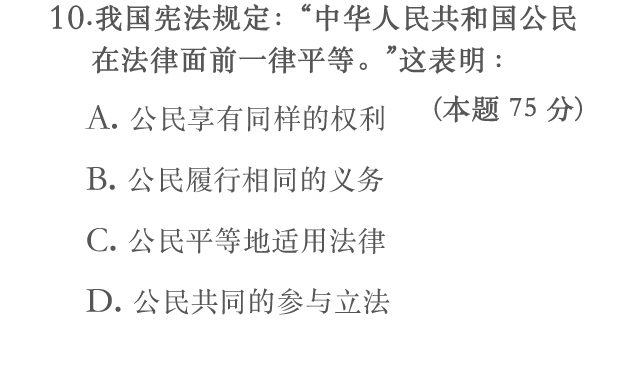 10.我国宪法规定：“中华人民共和国公民
在法律面前一律平等。”这表明：
(本题 75 分)
A. 公民享有同样的权利
B. 公民履行相同的义务
C. 公民平等地适用法律
D. 公民共同的参与立法